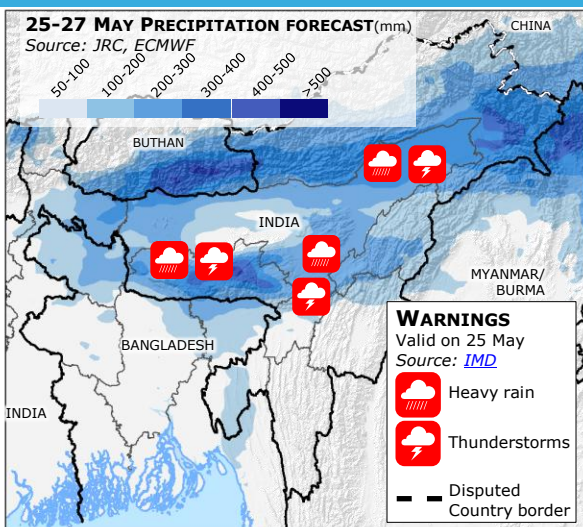 25-27 MAY PRECIPITATION FORECAST(mm)
Source: JRC, ECMWF
50-100
100-200
200-300
300-400
400-500
>500
CHINA
BUTHAN
INDIA
MYANMAR/
BURMA
BANGLADESH
INDIA
WARNINGS
Valid on 25 May
Source: IMD
Heavy rain
Thunderstorms
Disputed
Country border